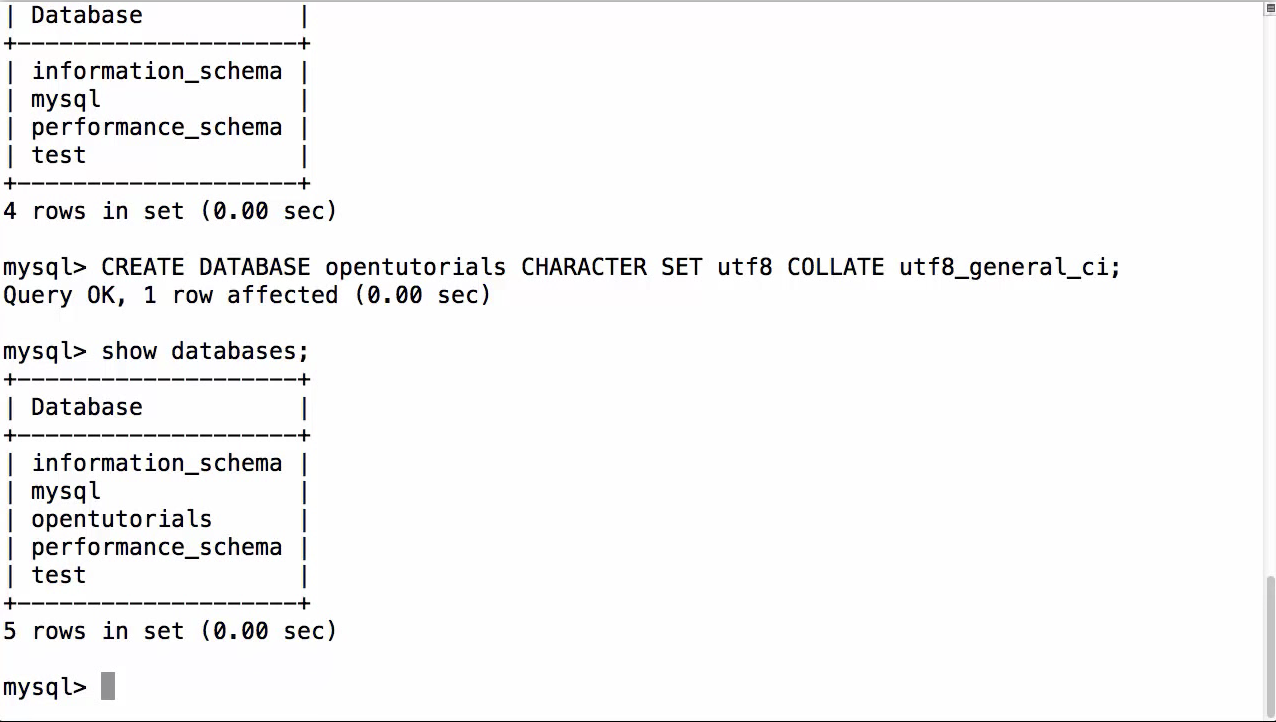 | Database           |
+--------------------+
| information_schema |
| mysql              |
| performance_schema |
| test               |
+--------------------+
4 rows in set (0.00 sec)
mysql> CREATE DATABASE opentutorials CHARACTER SET utf8 COLLATE utf8_general_ci;
Query OK, 1 row affected (0.00 sec)
mysql> show databases;
+--------------------+
| Database           |
+--------------------+
| information_schema |
| mysql              |
| opentutorials      |
| performance_schema |
| test               |
+--------------------+
5 rows in set (0.00 sec)
mysql>